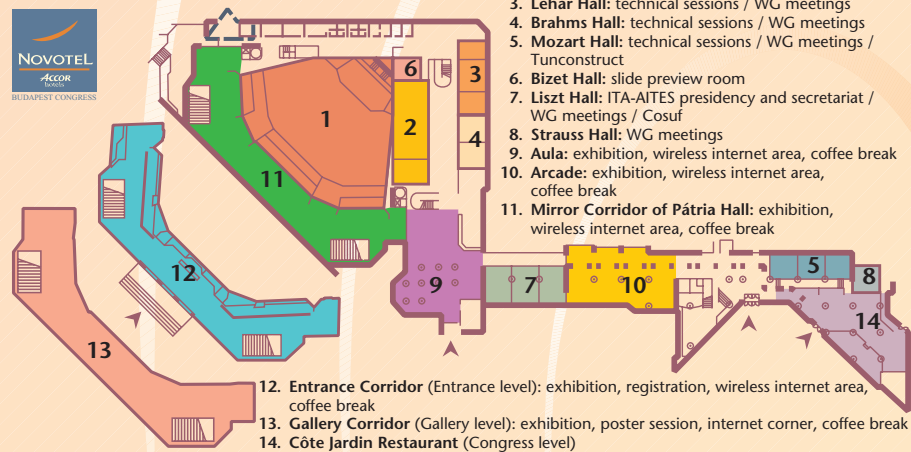 NOVOTEL
ACCOR
hotels
BUDAPEST CONGRESS
3. Lehár Hall: technical sessions / WG meetings
4. Brahms Hall: technical sessions / WG meetings
5. Mozart Hall: technical sessions / WG meetings /
Tunconstruct
6. Bizet Hall: slide preview room
7. Liszt Hall: ITA-AITES presidency and secretariat /
WG meetings / Cosuf
8. Strauss Hall: WG meetings
9. Aula: exhibition, wireless internet area, coffee break
10. Arcade: exhibition, wireless internet area,
coffee break
11. Mirror Corridor of Pátria Hall: exhibition,
wireless internet area, coffee break
1
2
3
4
6
11
12
13
9
7
10
5
8
14
12. Entrance Corridor (Entrance level): exhibition, registration, wireless internet area,
coffee break
13. Gallery Corridor (Gallery level): exhibition, poster session, internet corner, coffee break
14. Côte Jardin Restaurant (Congress level)